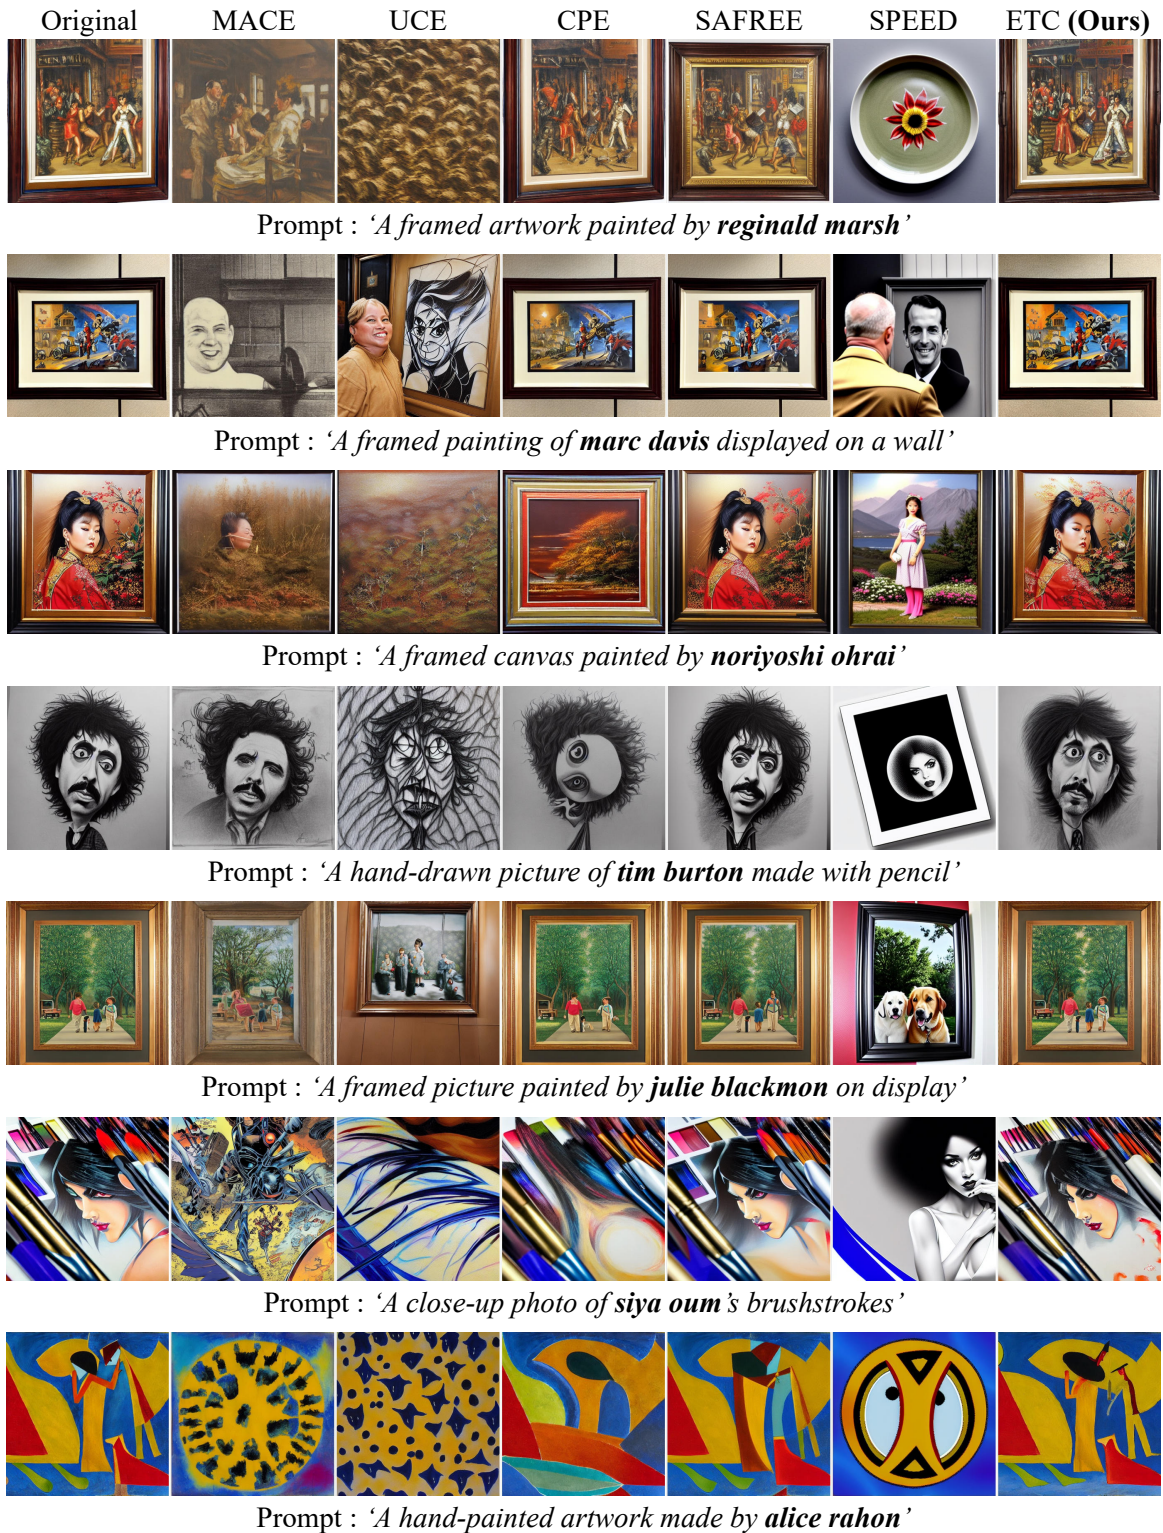 Original MACE UCE CPE SAFREE SPEED ETC (Ours)
Prompt : ‘A framed artwork painted by reginald marsh’
Prompt : ‘A framed painting of marc davis displayed on a wall’
Prompt : ‘A framed canvas painted by noriyoshi ohrai’
Prompt : ‘A hand-drawn picture of tim burton made with pencil’
Prompt : ‘A framed picture painted by julie blackmon on display’
Prompt : ‘A close-up photo of siya oum’s brushstrokes’
Prompt : ‘A hand-painted artwork made by alice rahon’